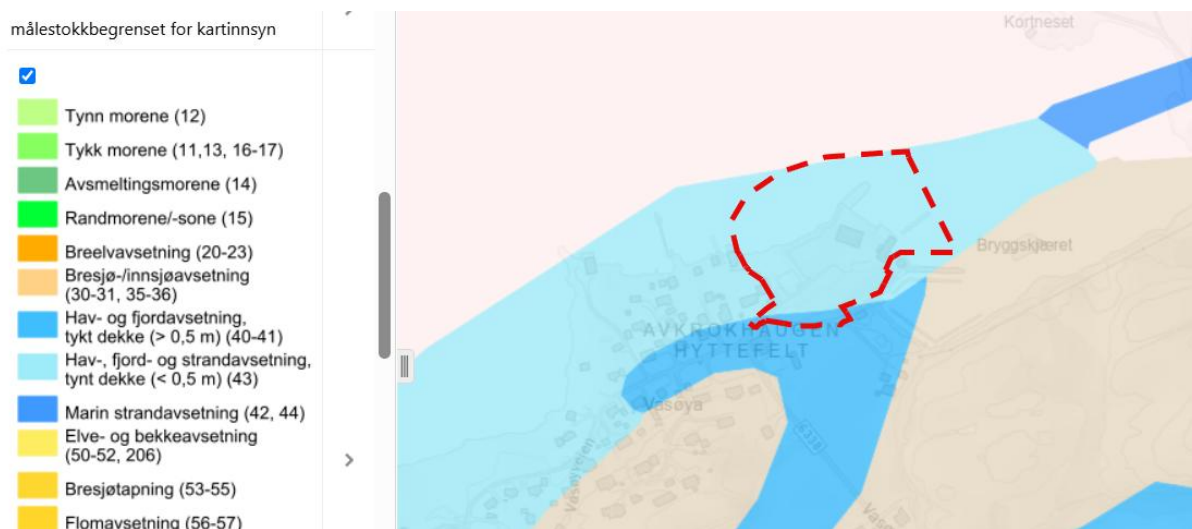 målestokkbegrenset for kartinnsyn
Tynn morene (12)
Tykk morene (11,13, 16-17)
Avsmeltingsmorene (14)
Randmorene/-sone (15)
Breelvavsetning (20-23)
Bresjø-/innsjøavsetning
(30-31, 35-36)
Hav- og fjordavsetning,
tykt dekke (> 0,5 m) (40-41)
Hav-, fjord- og strandavsetning,
tynt dekke (< 0,5 m) (43)
Marin strandavsetning (42, 44)
Elve- og bekkeavsetning
(50-52, 206)
Bresjøtapning (53-55)
Flomavsetning (56-57)
Kortneset
Bryggskjæret
AVKROKHAUGEN
HYTTEFELT
Vasøya
6338
Vasøyveien